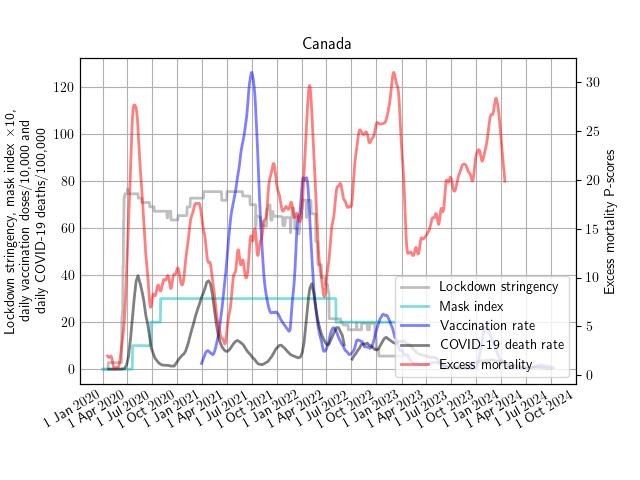 Canada
Lockdown stringency, mask index ×10,
daily vaccination doses/10,000 and
daily COVID-19 deaths/100,000
120
100
80
60
40
20
0
30
25
20
15
10
5
0
Excess mortality P-scores
Lockdown stringency
Mask index
Vaccination rate
COVID-19 death rate
Excess mortality
1 Jan 2020
1 Apr 2020
1 Jul 2020
1 Oct 2020
1 Jan 2021
1 Apr 2021
1 Jul 2021
1 Oct 2021
1 Jan 2022
1 Apr 2022
1 Jul 2022
1 Oct 2022
1 Jan 2023
1 Apr 2023
1 Jul 2023
1 Oct 2023
1 Jan 2024
1 Apr 2024
1 Jul 2024
1 Oct 2024